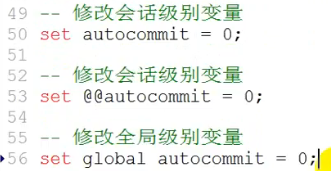 49 -- 修改会话级别变量
50 set autocommit = 0;
51
52 -- 修改会话级别变量
53 set @@autocommit = 0;
54
55 -- 修改全局级别变量
56 set global autocommit = 0;